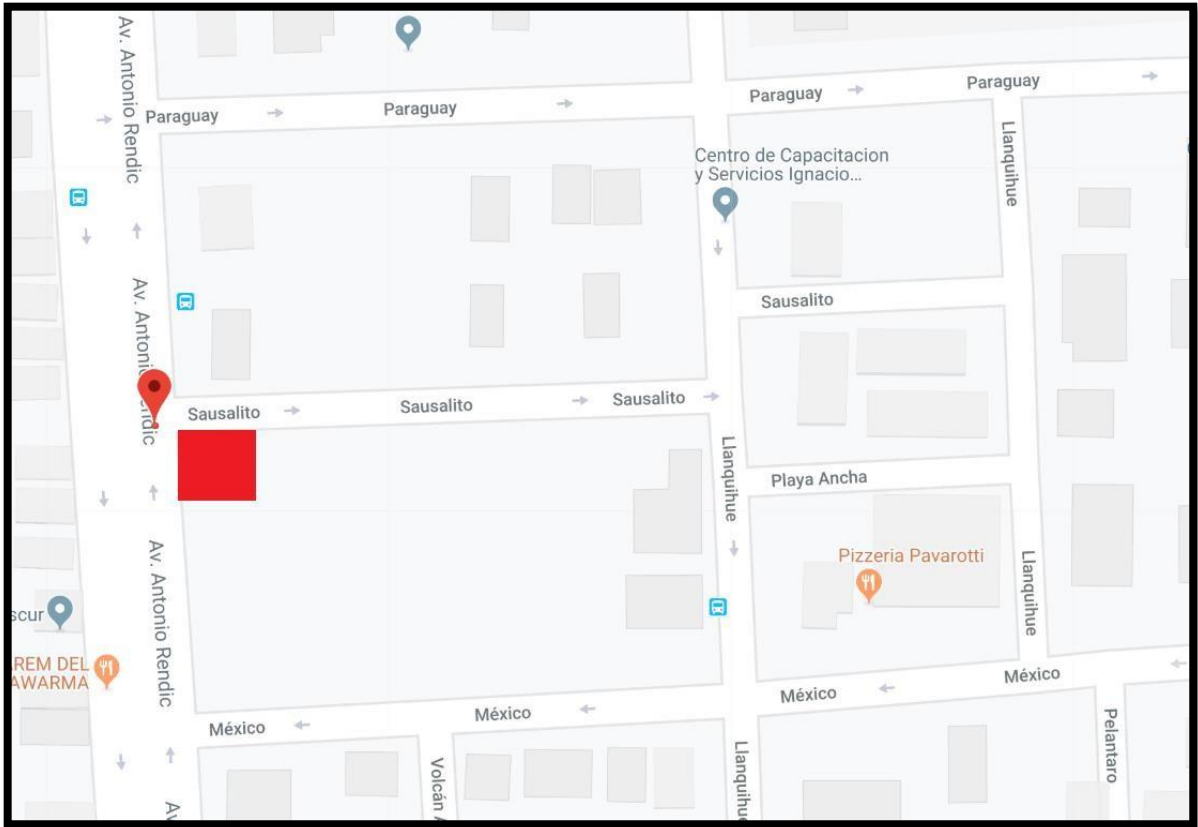 Av. Antonio Rendic
Paraguay
Paraguay
Paraguay
Paraguay
Llanquihue
Centro de Capacitacion
y Servicios Ignacio...
Sausalito
Av. Antonio Rendic
Sausalito
Sausalito
Sausalito
Llanquihue
Playa Ancha
Pizzeria Pavarotti
Av. Antonio Rendic
Llanquihue
scur
AREM DEL
AWARMA
México
México
México
México
Pelantaro
Llanquihue
Volcán A
Av